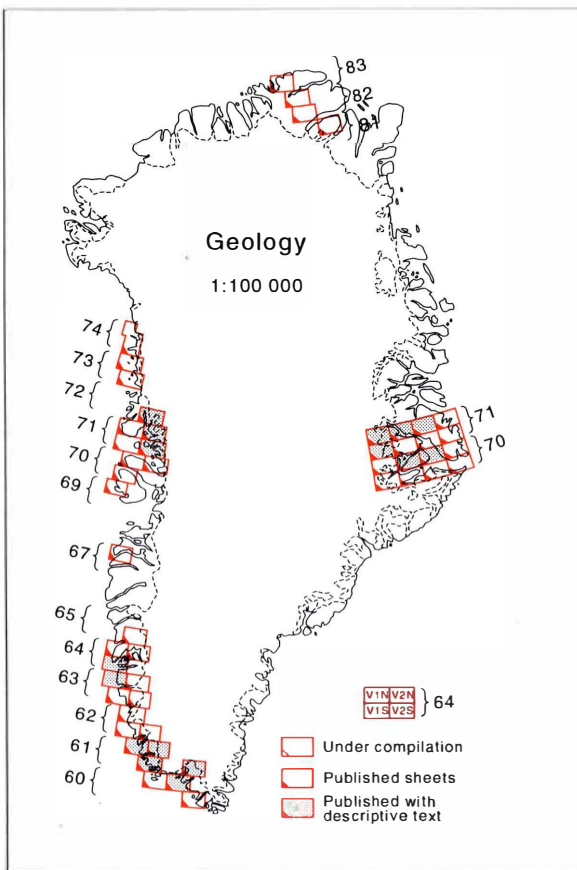 83
82
81
Geology
1:100 000
74
73
72
71
70
69
71
70
67
65
64
63
62
61
60
V1N V2N
V1S V2S
64
Under compilation
Published sheets
Published with
descriptive text